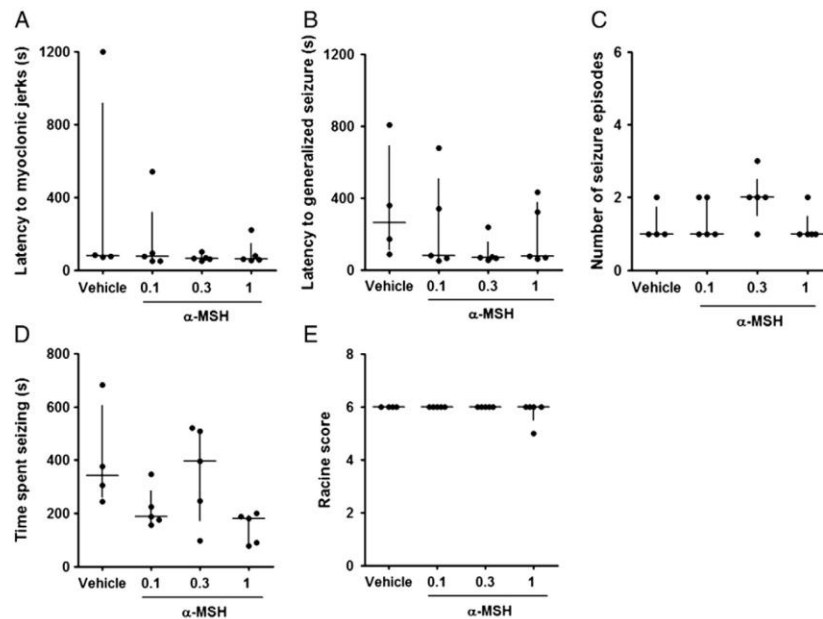 A
Latency to myoclonic jerks (s)
1200
800
400
0
Vehicle 0.1 0.3 1
α-MSH
B
Latency to generalized seizure (s)
1200
800
400
0
Vehicle 0.1 0.3 1
α-MSH
C
Number of seizure episodes
6
4
2
0
Vehicle 0.1 0.3 1
α-MSH
D
Time spent seizing (s)
800
600
400
200
0
Vehicle 0.1 0.3 1
α-MSH
E
Racine score
8
6
4
2
0
Vehicle 0.1 0.3 1
α-MSH